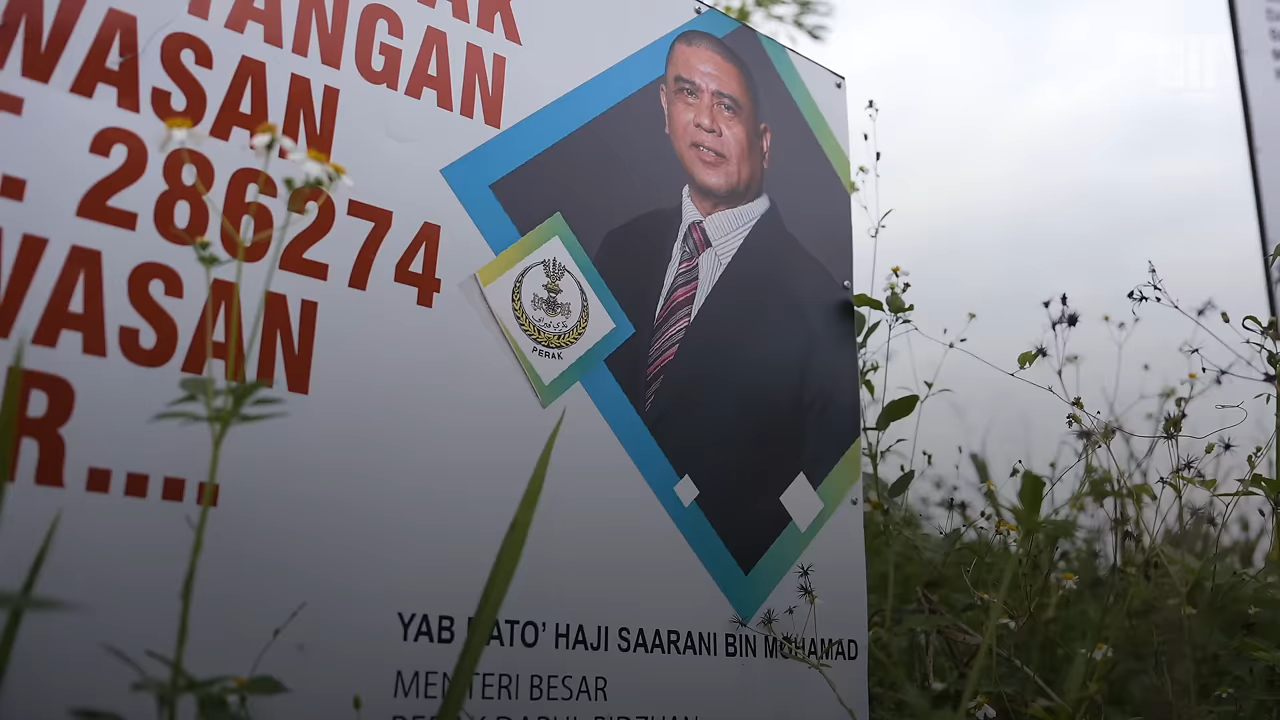 TANGAN
WASAN
286274
WASAN
R.....
PERAK
YAB DATO' HAJI SAARANI BIN MOHAMAD
MENTERI BESAR
PERAK DARUL RIDZUAN